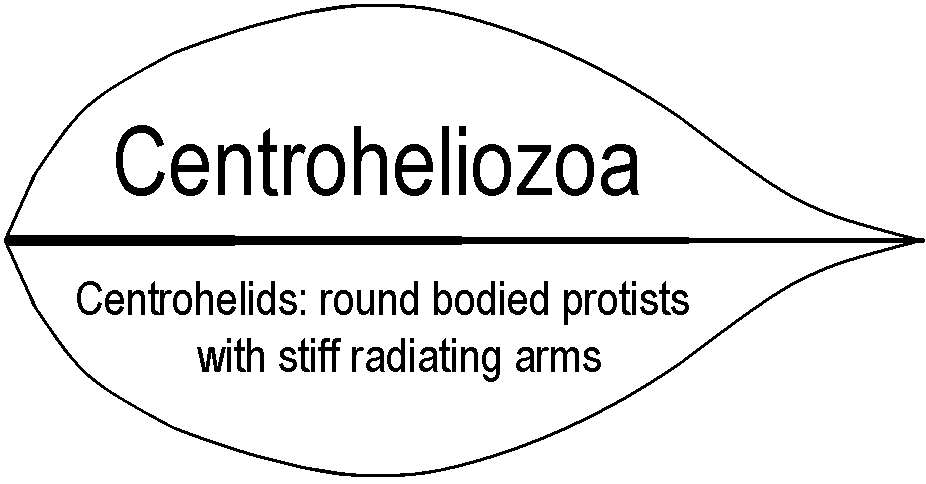 Centroheliozoa
Centrohelids: round bodied protists
with stiff radiating arms